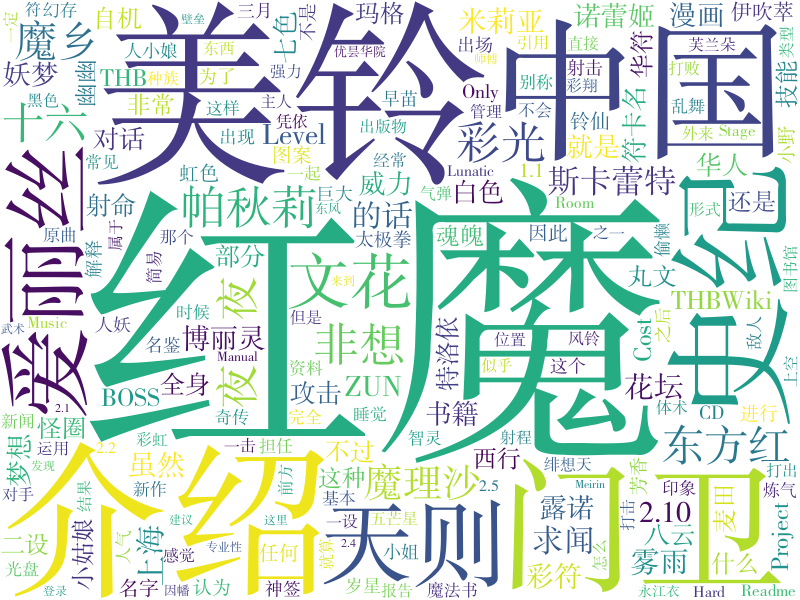 符幻存
自机
三月
不是
玛格
米莉亚
出场
诺蕾姬
漫画
伊吹萃
一定
壁垒
魔乡
人小娘
东西
七色
优昙华院
师傅
引用
直接
芙兰朵
类型
妖梦
THB
种族
为了
强力
别称
射击
华符
打败
技能
幽幽
黑色
非常
这样
主人
早苗
Only
彩翔
管理
不会
乱舞
十六
对话
出现
凭依
Level
出版物
铃仙
符卡名
外来
Stage
小野
美铃
中国
彩光
就是
常见
虹色
图案
一起
经常
Lunatic
1.1
华人
射命
白色
斯卡蕾特
还是
爱丽丝
帕秋莉
巨大
东风
威力
气弹
Room
形式
偷懒
原曲
属于
那个
的话
太极拳
魂魄
因此
之一
图书馆
解释
简易
部分
文花
来到
丸文
THBWiki
红魔
史纪
武术
Music
人妖
时候
夜夜
但是
特洛依
位置
风铃
Cost
之后
敌人
上空
博丽灵
非想
似乎
这个
名鉴
Manual
资料
2.1
BOSS
全身
攻击
ZUN
书籍
花坛
体术
CD
新闻
怪圈
奇传
完全
睡觉
智灵
射程
进行
运用
彩虹
一击
担任
不过
西行
绯想天
东方红
梦想
2.2
虽然
这种
魔理沙
打出
发现
对手
新作
前方
基本
2.5
芳香
炼气
介绍
门卫
天则
结果
上海
一设
五芒星
露诺
Meirin
印象
2.10
麦田
二设
小姑娘
人气
建议
这里
2.4
小姐
求闻
打击
八云
Project
光盘
感觉
任何
就算
怎么
雾雨
什么
专业性
彩符
登录
名字
因幡
认为
神签
岁星
报告
魔法书
永江衣
Hard
Readme